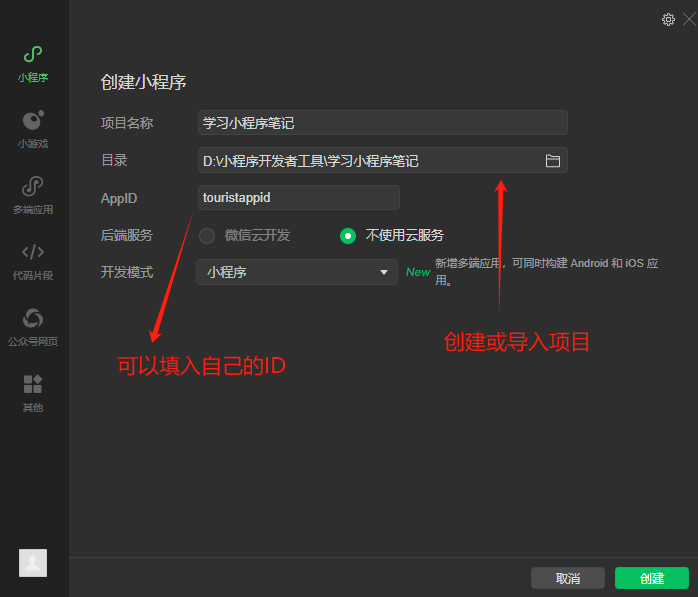 小程序
小游戏
多端应用
代码片段
公众号网页
其他
创建小程序
项目名称
学习小程序笔记
目录
D:\小程序开发者工具\学习小程序笔记
AppID
touristappid
后端服务
微信云开发
不使用云服务
开发模式
小程序
New
新增多端应用，可同时构建 Android 和 iOS 应
用。
可以填入自己的ID
创建或导入项目
取消
创建